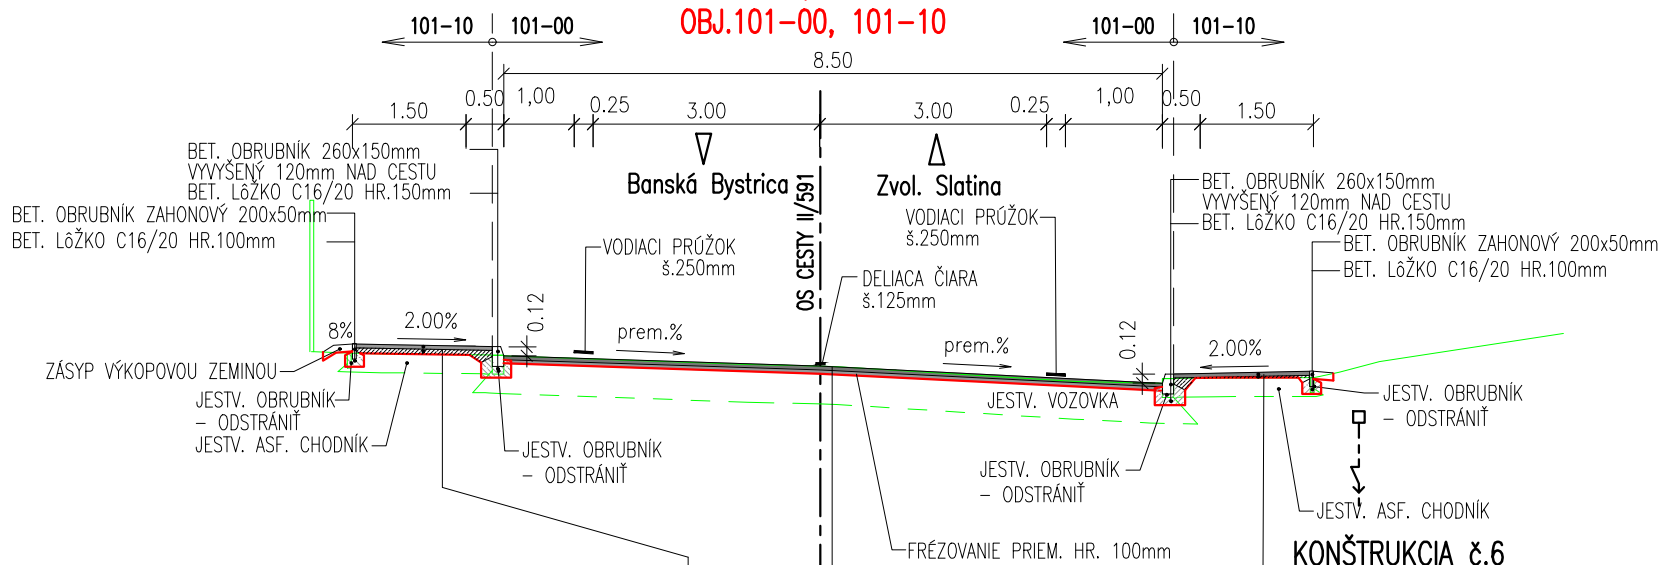 OBJ.101-00, 101-10
101-10 101-00
101-00 101-10
8.50
1.50 0.50 1,00 0.25 3.00 3.00 0.25 1,00 0.50 1.50
BET. OBRUBNÍK 260x150mm
VYVÝŠENÝ 120mm NAD CESTU
BET. LôŽKO C16/20 HR.150mm
BET. OBRUBNÍK ZAHONOVÝ 200x50mm
BET. LôŽKO C16/20 HR.100mm
Banská Bystrica
Zvol. Slatina
OS CESTY II/591
VODIACI PRÚŽOK
š.250mm
VODIACI PRÚŽOK
š.250mm
DELIACA ČIARA
š.125mm
BET. OBRUBNÍK 260x150mm
VYVÝŠENÝ 120mm NAD CESTU
BET. LôŽKO C16/20 HR.150mm
BET. OBRUBNÍK ZAHONOVÝ 200x50mm
BET. LôŽKO C16/20 HR.100mm
8%
2.00%
0.12
prem.%
prem.%
0.12
2.00%
ZÁSYP VÝKOPOVOU ZEMINOU
JESTV. OBRUBNÍK
- ODSTRÁNIŤ
JESTV. ASF. CHODNÍK
JESTV. OBRUBNÍK
- ODSTRÁNIŤ
JESTV. VOZOVKA
JESTV. OBRUBNÍK
- ODSTRÁNIŤ
JESTV. OBRUBNÍK
- ODSTRÁNIŤ
JESTV. ASF. CHODNÍK
FRÉZOVANIE PRIEM. HR. 100mm
KONŠTRUKCIA č.6